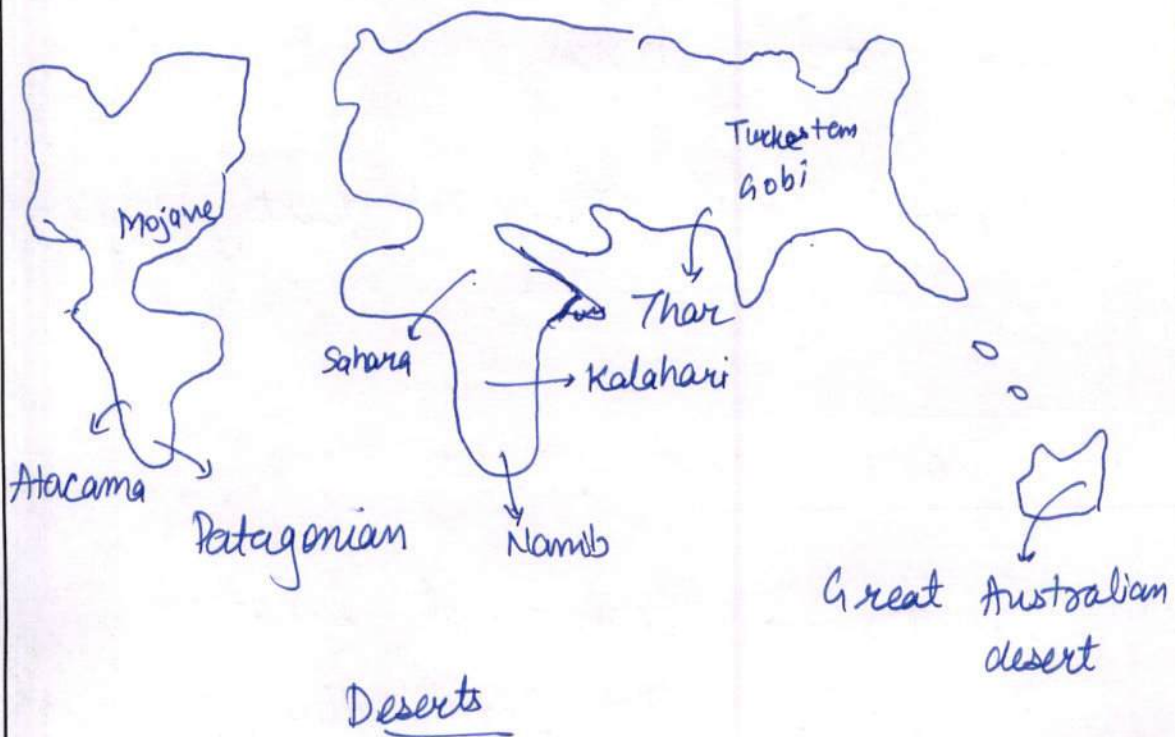 Mojave
Turkestan
Gobi
Thar
Sahara
Kalahari
Atacama
Patagonian
Namib
Great Australian
desert
Deserts